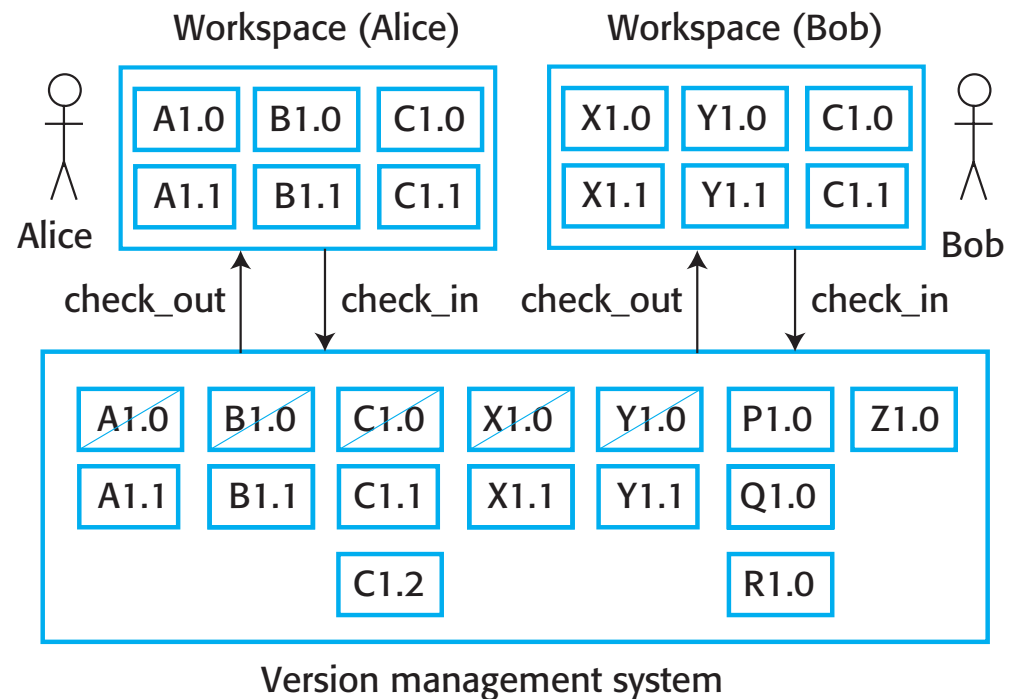 Workspace (Alice)
Workspace (Bob)
A1.0 B1.0 C1.0
A1.1 B1.1 C1.1
Alice
X1.0 Y1.0 C1.0
X1.1 Y1.1 C1.1
Bob
check_out
check_in
check_out
check_in
A1.0 B1.0 C1.0 X1.0 Y1.0 P1.0 Z1.0
A1.1 B1.1 C1.1 X1.1 Y1.1 Q1.0
C1.2 R1.0
Version management system